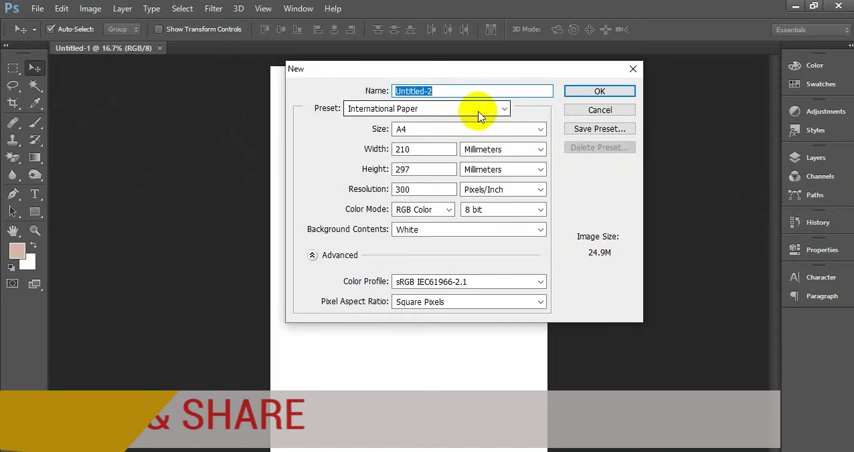 Ps File Edit Image Layer Type Select Filter 3D View Window Help
Auto-Select: Group Show Transform Controls 3D Mode: Essentials
Untitled-1 @ 16.7% (RGB/8) ×
New
Name: Untitled-2 OK
Preset: International Paper Cancel
Size: A4 Save Preset...
Width: 210 Milimeters Delete Preset...
Height: 297 Milimeters
Resolution: 300 Pixels/Inch
Color Mode: RGB Color 8 bit
Background Contents: White
Image Size:
24.9M
Advanced
Color Profile: sRGB IEC61966-2.1
Pixel Aspect Ratio: Square Pixels
Color
Swatches
Adjustments
Styles
Layers
Channels
Paths
History
Properties
Character
Paragraph
& SHARE